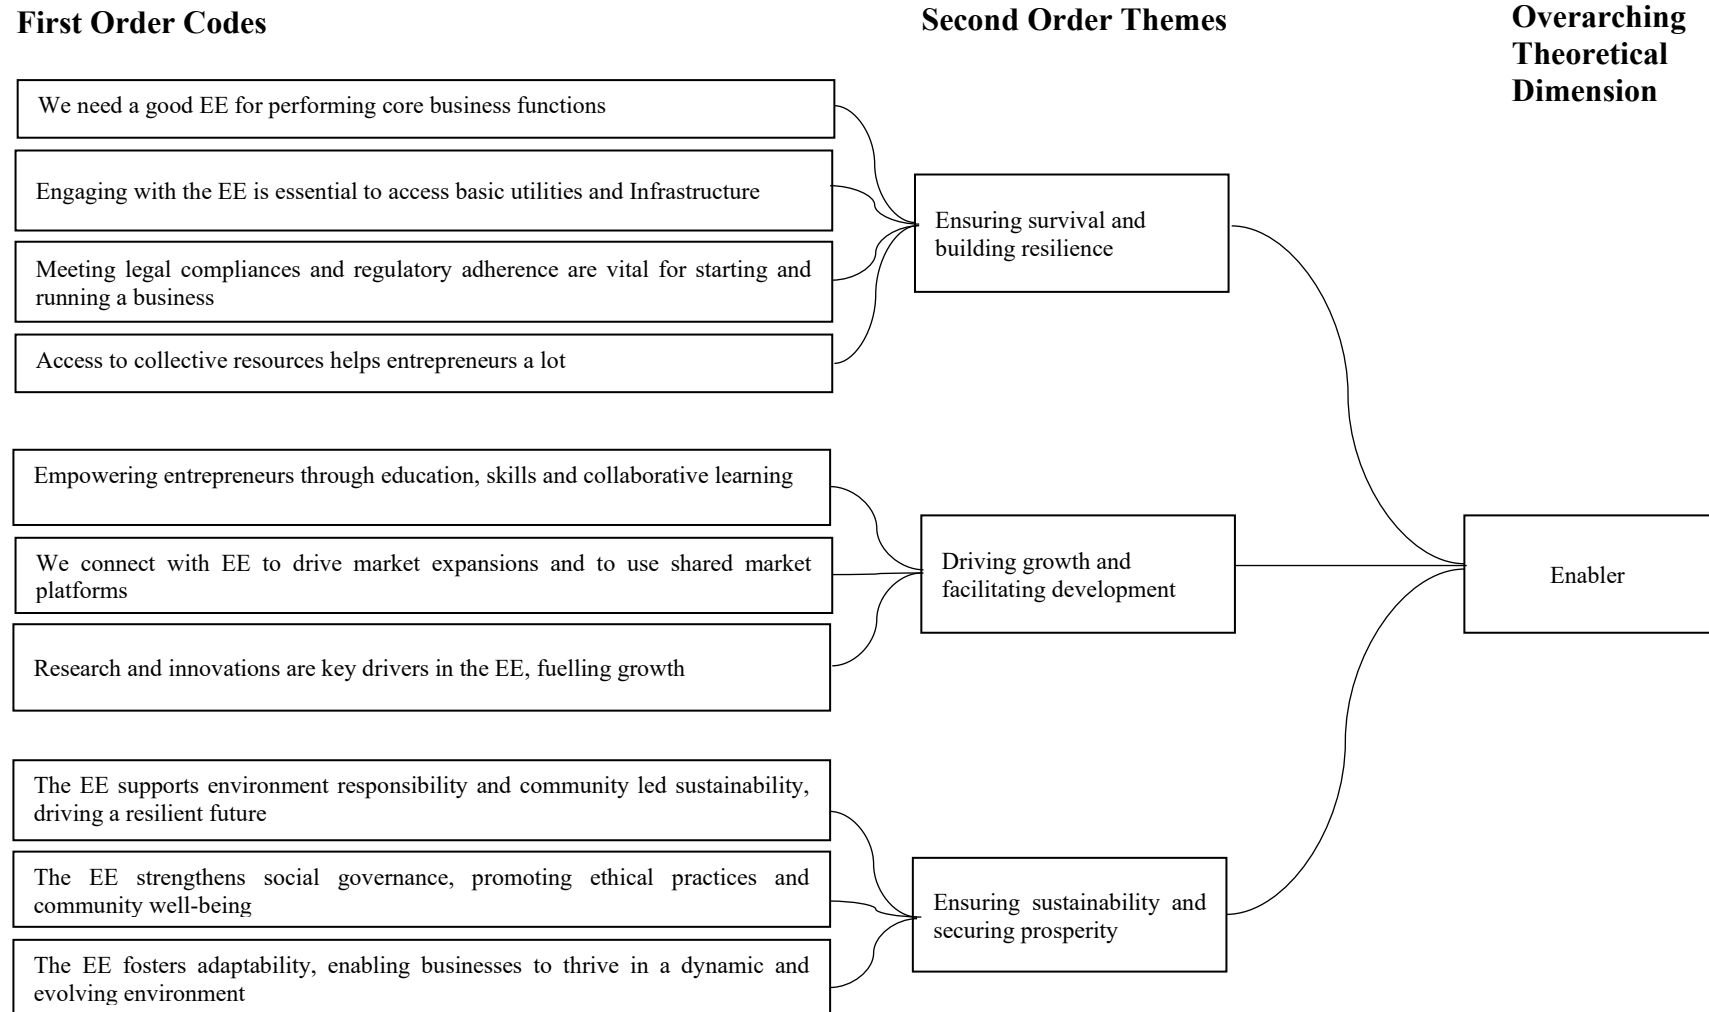 First Order Codes
Second Order Themes
Overarching
Theoretical
Dimension
We need a good EE for performing core business functions
Engaging with the EE is essential to access basic utilities and Infrastructure
Meeting legal compliances and regulatory adherence are vital for starting and
running a business
Access to collective resources helps entrepreneurs a lot
Ensuring survival and
building resilience
Empowering entrepreneurs through education, skills and collaborative learning
We connect with EE to drive market expansions and to use shared market
platforms
Research and innovations are key drivers in the EE, fuelling growth
Driving growth and
facilitating development
The EE supports environment responsibility and community led sustainability,
driving a resilient future
The EE strengthens social governance, promoting ethical practices and
community well-being
The EE fosters adaptability, enabling businesses to thrive in a dynamic and
evolving environment
Ensuring sustainability and
securing prosperity
Enabler